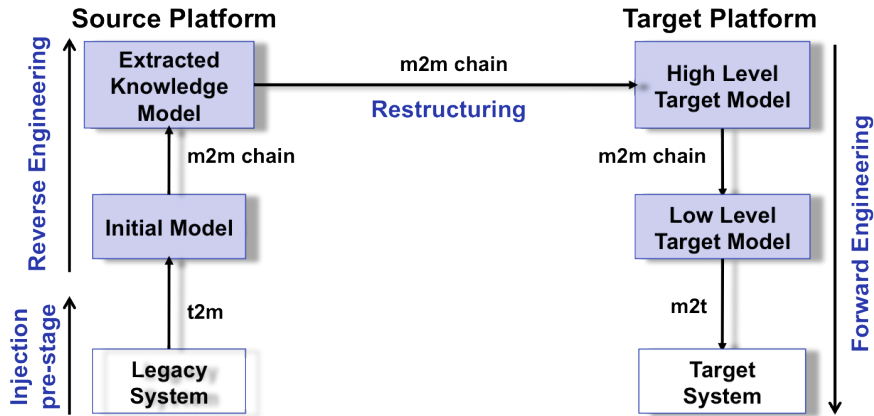 Source Platform
Target Platform
Extracted
Knowledge
Model
m2m chain
Restructuring
High Level
Target Model
Reverse Engineering
m2m chain
m2m chain
Forward Engineering
Initial Model
Low Level
Target Model
t2m
m2t
Injection
pre-stage
Legacy
System
Target
System